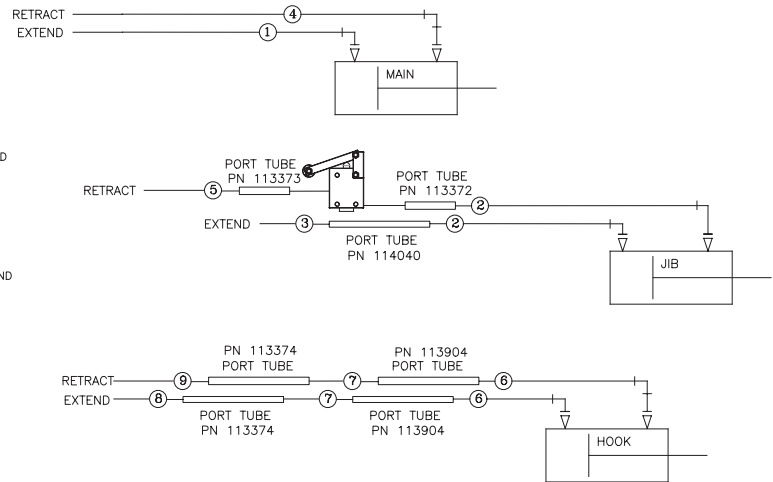 RETRACT 4
EXTEND 1
MAIN
D
PORT TUBE
PN 113373
PORT TUBE
PN 113372
RETRACT 5 2
EXTEND 3 2
PORT TUBE
PN 114040
JIB
ND
PN 113374
PORT TUBE
PN 113904
PORT TUBE
RETRACT 9 7 6
EXTEND 8 7 6
PORT TUBE
PN 113374
PORT TUBE
PN 113904
HOOK